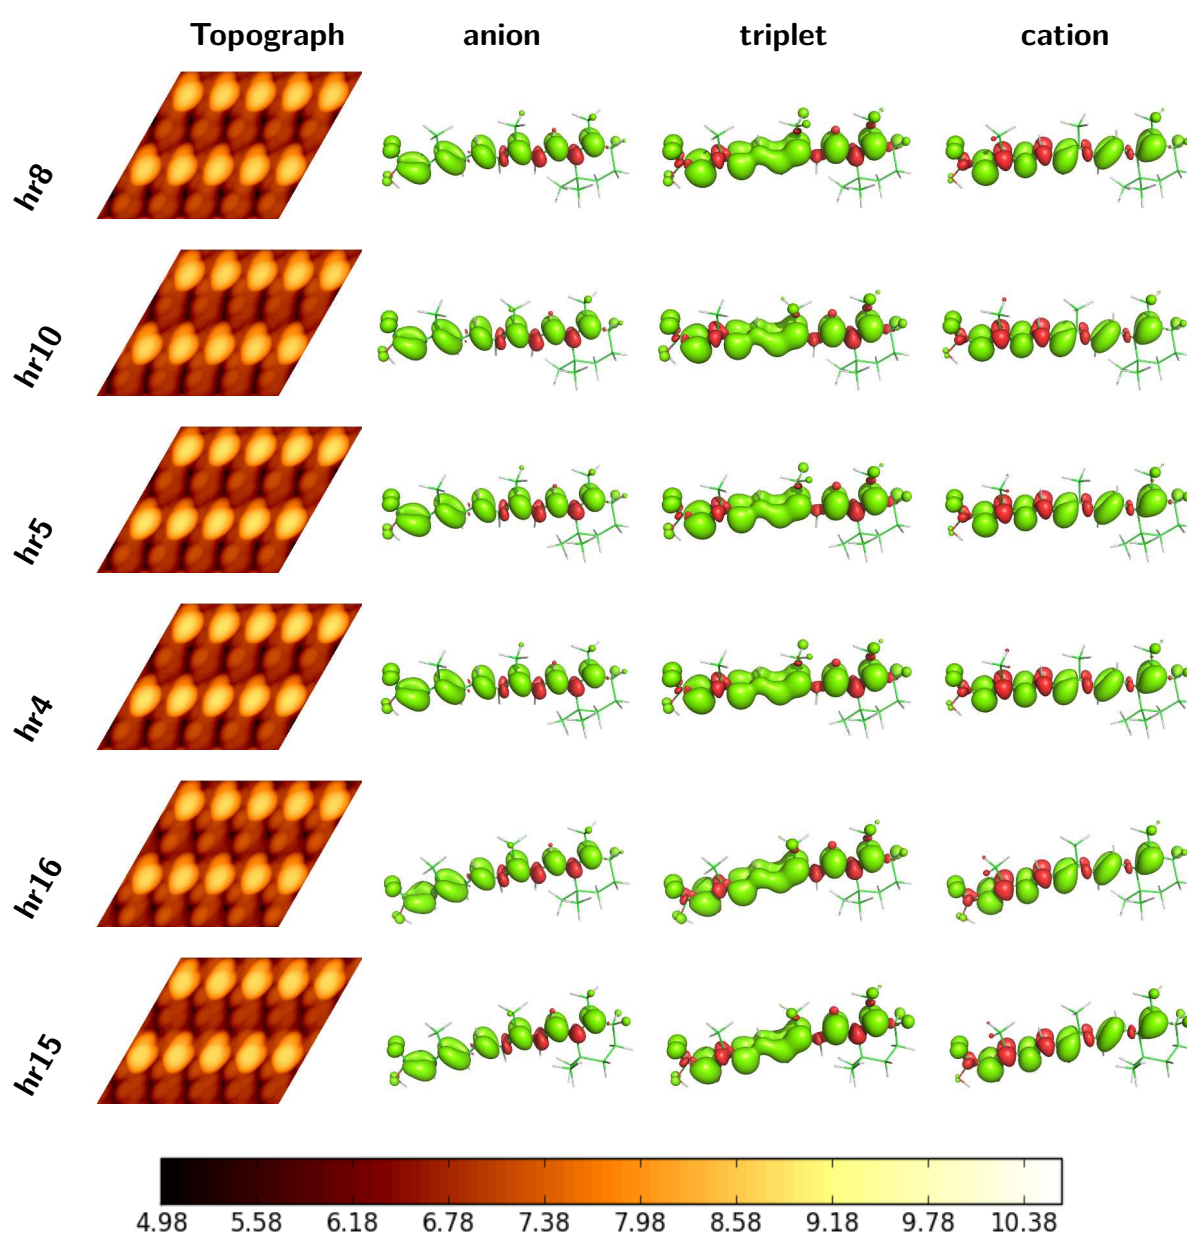 Topograph anion triplet cation
hr8
hr10
hr5
hr4
hr16
hr15
4.98 5.58 6.18 6.78 7.38 7.98 8.58 9.18 9.78 10.38